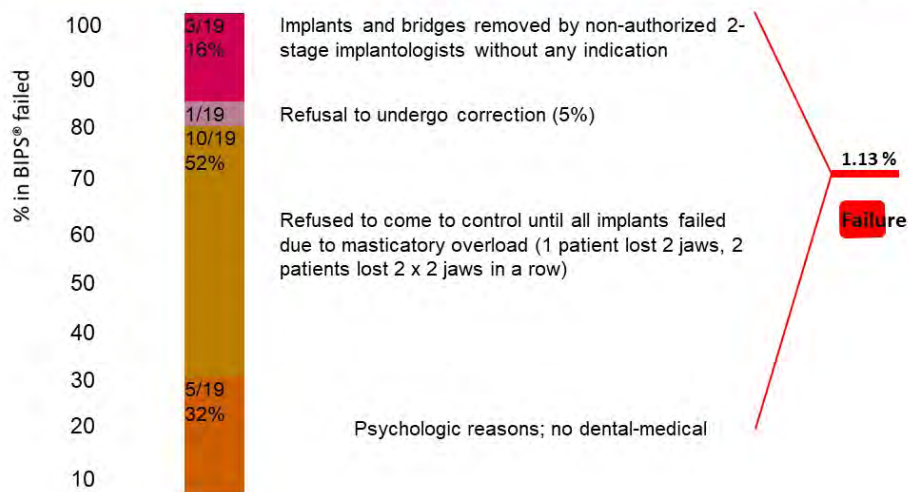 % in BIPS® failed
100
90
80
70
60
50
40
30
20
10
3/19
16%
1/19
10/19
52%
5/19
32%
Implants and bridges removed by non-authorized 2-
stage implantologists without any indication
Refusal to undergo correction (5%)
Refused to come to control until all implants failed
due to masticatory overload (1 patient lost 2 jaws, 2
patients lost 2 x 2 jaws in a row)
Psychologic reasons; no dental-medical
1.13 %
Failure